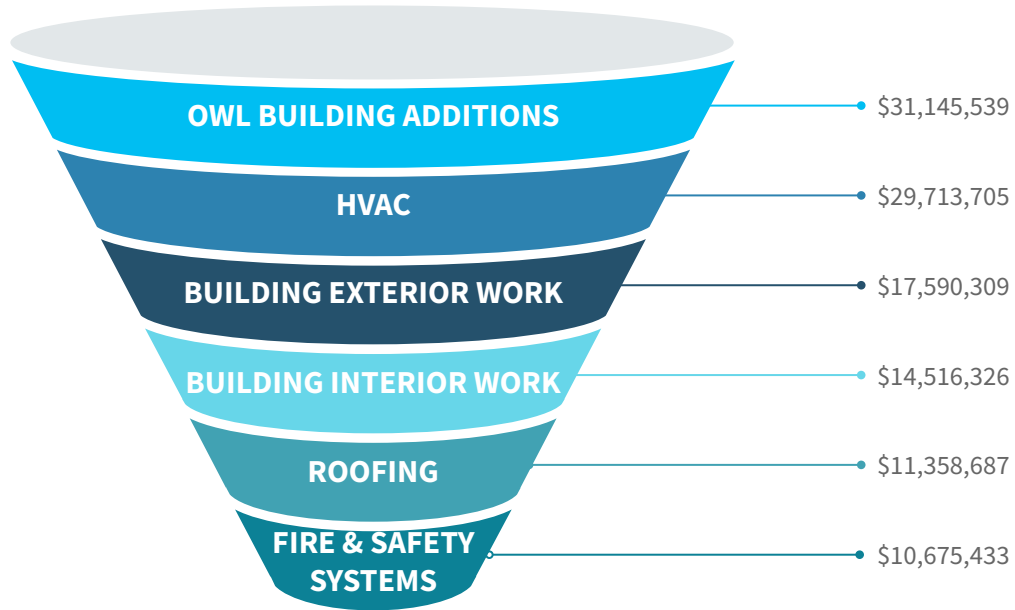 OWL BUILDING ADDITIONS
$31,145,539
HVAC
$29,713,705
BUILDING EXTERIOR WORK
$17,590,309
BUILDING INTERIOR WORK
$14,516,326
ROOFING
$11,358,687
FIRE & SAFETY
SYSTEMS
$10,675,433